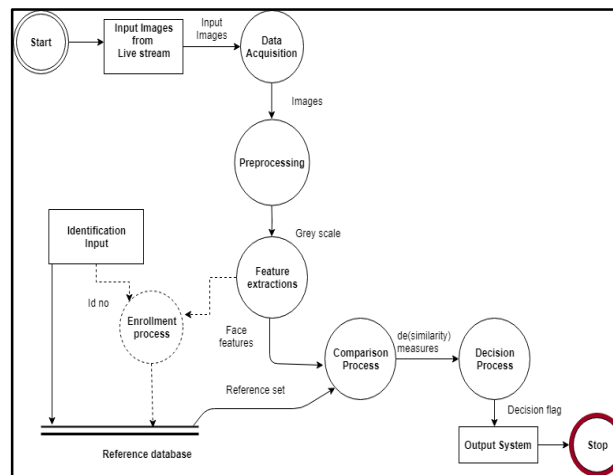 Start
Input Images
from
Live stream
Input
Images
Data
Acquisition
Images
Preprocessing
Grey scale
Identification
Input
Feature
extractions
Id no
Enrollment
process
Face
features
Comparison
Process
de(similarity)
measures
Decision
Process
Reference set
Decision flag
Reference database
Output System
Stop